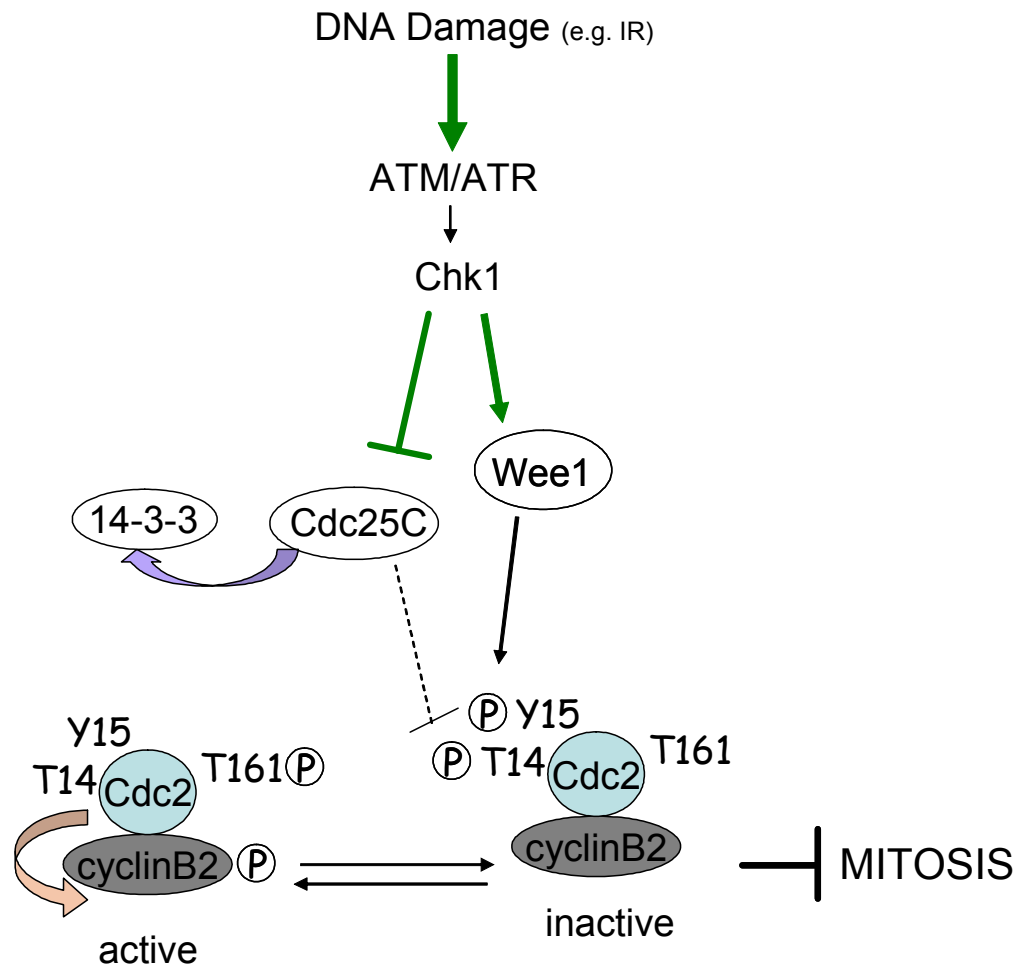 DNA Damage (e.g. IR)
ATM/ATR
Chk1
Wee1
14-3-3
Cdc25C
P Y15
Y15
P T14
T161
T14
T161 P
Cdc2
Cdc2
cyclinB2
cyclinB2 P
MITOSIS
inactive
active